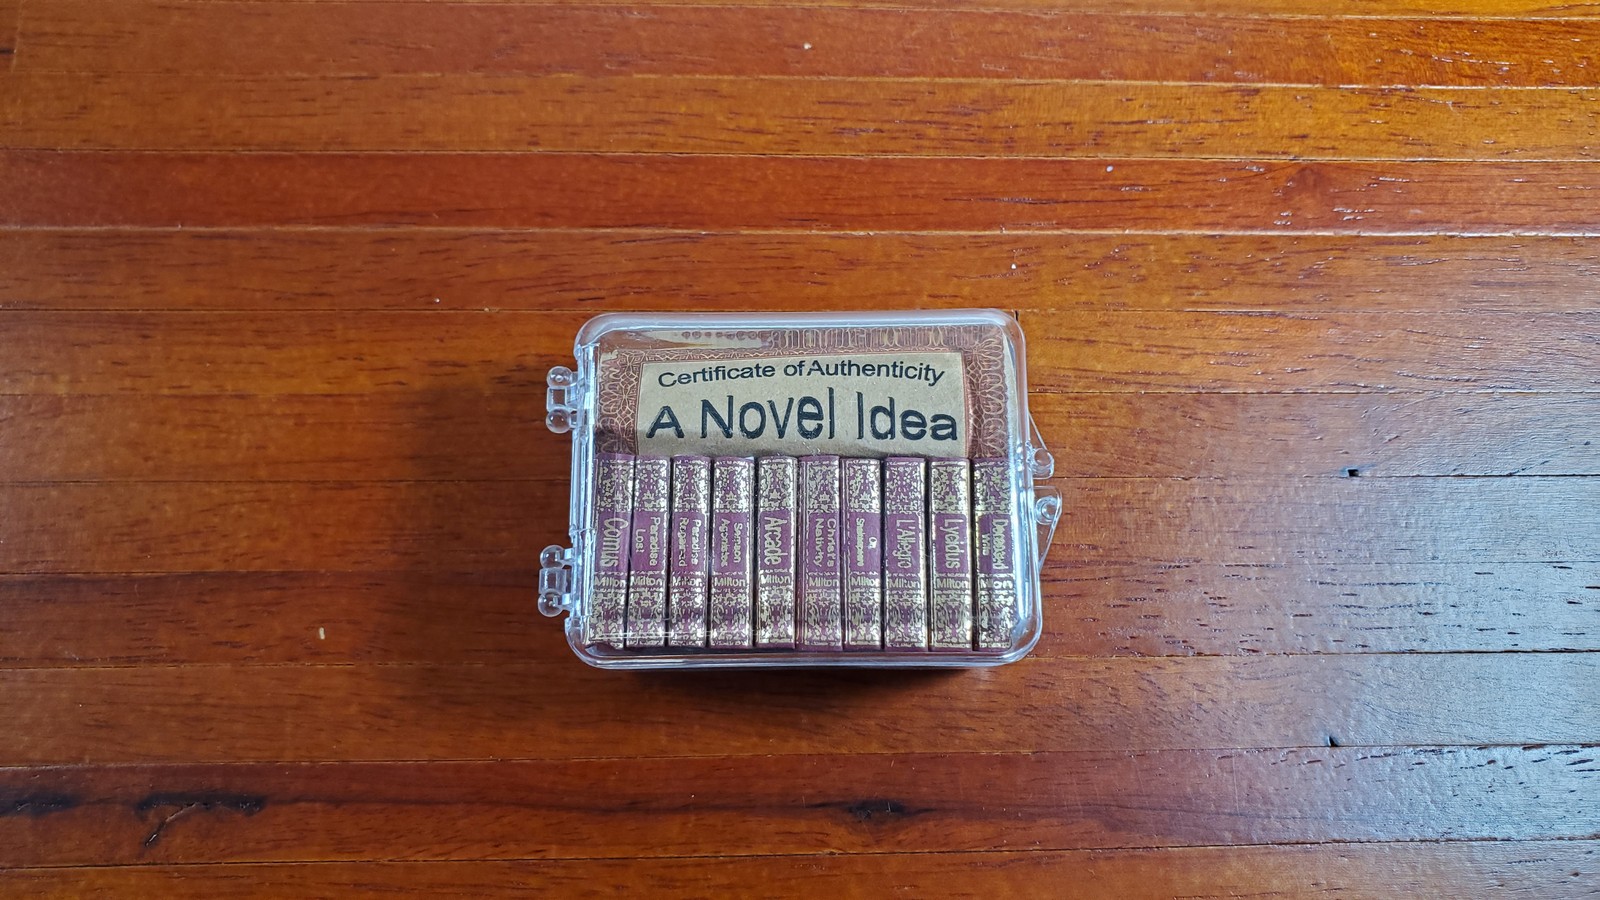 Certificate of Authenticity
A Novel Idea
Comus
Milton
Paradise
Lost
Milton
Paradise
Regained
Milton
Samson
Agonistes
Milton
Arcade
Milton
Christ's
Nativity
Milton
On
Shakespeare
Milton
L'Allegro
Milton
Lycidus
Milton
Milton